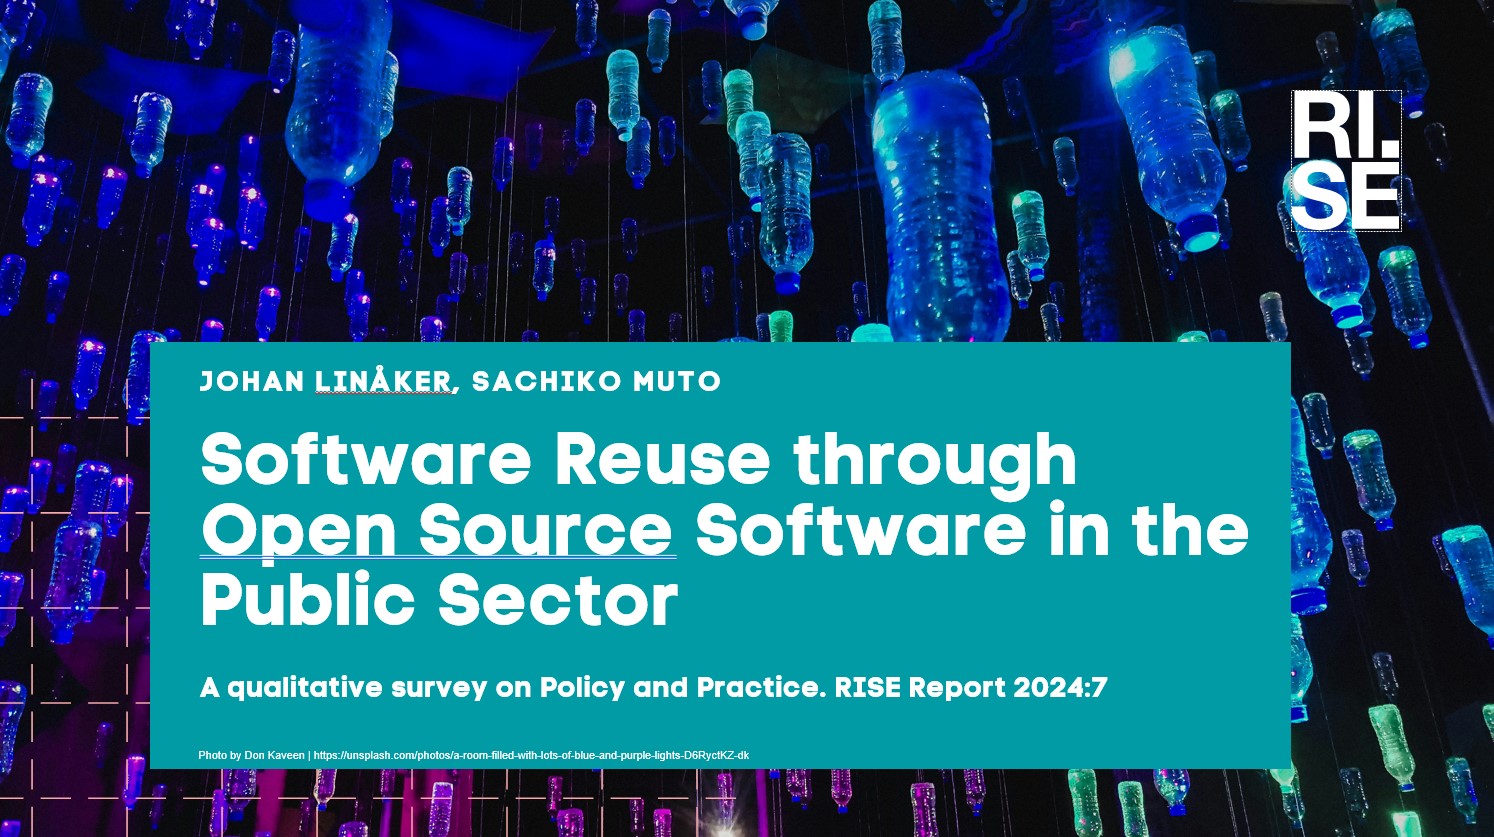 RI.
SE
JOHAN LINÅKER, SACHIKO MUTO
Software Reuse through
Open Source Software in the
Public Sector
A qualitative survey on Policy and Practice. RISE Report 2024:7
Photo by Don Kaveen | https://unsplash.com/photos/a-room-filled-with-lots-of-blue-and-purple-lights-D6RyctKZ-dk